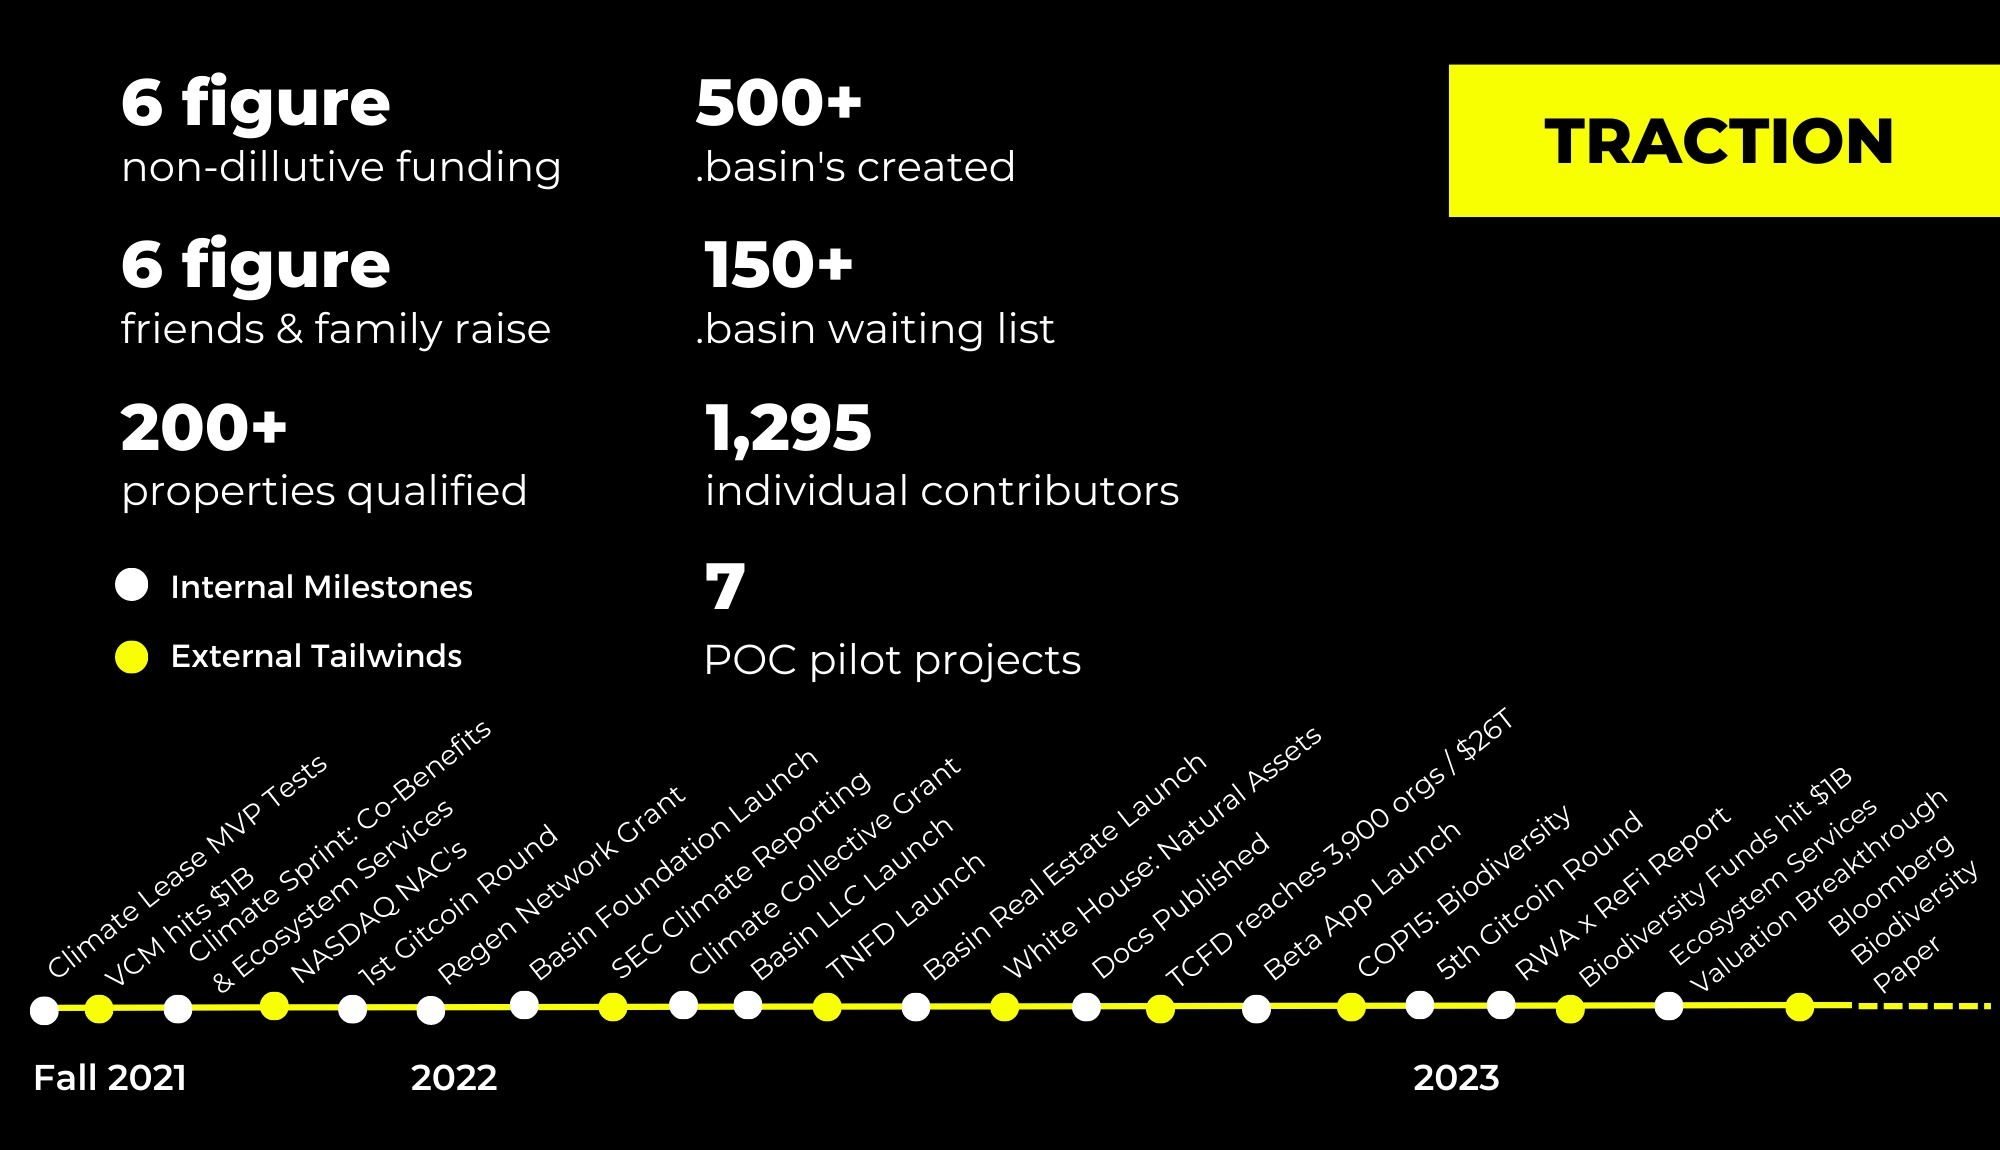 TRACTION
6 figure
non-dillutive funding
6 figure
friends & family raise
200+
properties qualified
500+
.basin's created
150+
.basin waiting list
1,295
individual contributors
7
POC pilot projects
Internal Milestones
External Tailwinds
Climate Lease MVP Tests
VCM hits $1B
Climate Sprint: Co-Benefits
& Ecosystem Services
NASDAQ NAC's
1st Gitcoin Round
Regen Network Grant
Basin Foundation Launch
SEC Climate Reporting
Climate Collective Grant
Basin LLC Launch
TNFD Launch
Basin Real Estate Launch
White House: Natural Assets
Docs Published
TCFD reaches 3,900 orgs / $26T
Beta App Launch
COP15: Biodiversity
5th Gitcoin Round
RWA x ReFi Report
Biodiversity Funds hit $1B
Ecosystem Services
Valuation Breakthrough
Bloomberg
Biodiversity
Paper
Fall 2021
2022
2023